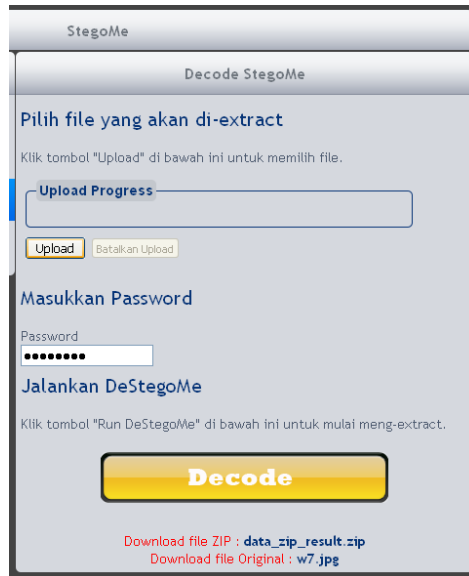 StegoMe
Decode StegoMe
Pilih file yang akan di-extract
Klik tombol "Upload" di bawah ini untuk memilih file.
Upload Progress
Upload Batalkan Upload
Masukkan Password
Password
●●●●●●●●
Jalankan DeStegoMe
Klik tombol "Run DeStegoMe" di bawah ini untuk mulai meng-extract.
Decode
Download file ZIP : data_zip_result.zip
Download file Original : w7.jpg